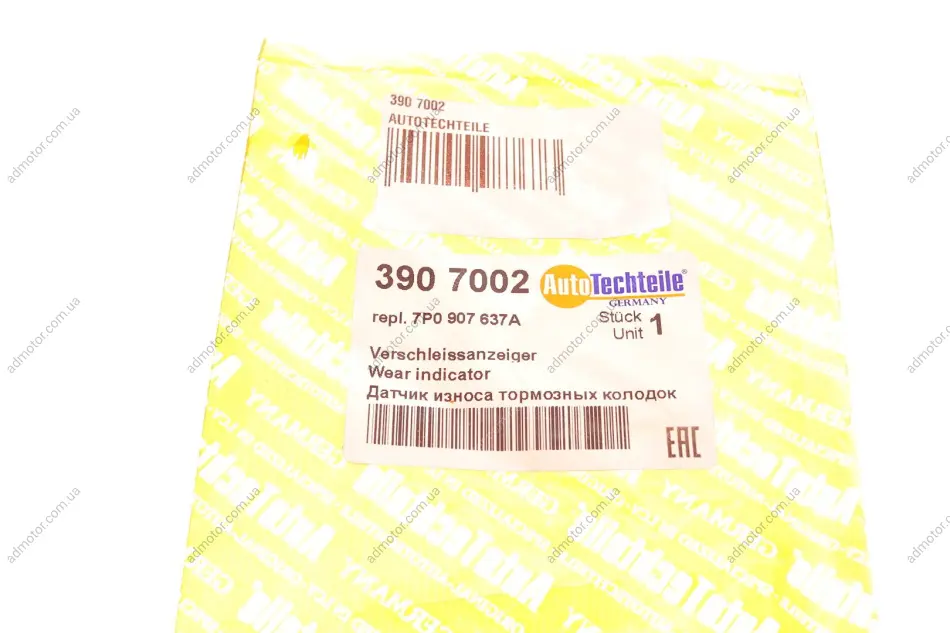 390 7002
AUTOTECHTEILE
390 7002 AutoTechteile®
GERMANY
repl. 7P0 907 637A
Stück 1
Unit
Verschleissanzeiger
Wear indicator
Датчик износа тормозных колодок
EAC
admotor.com.ua